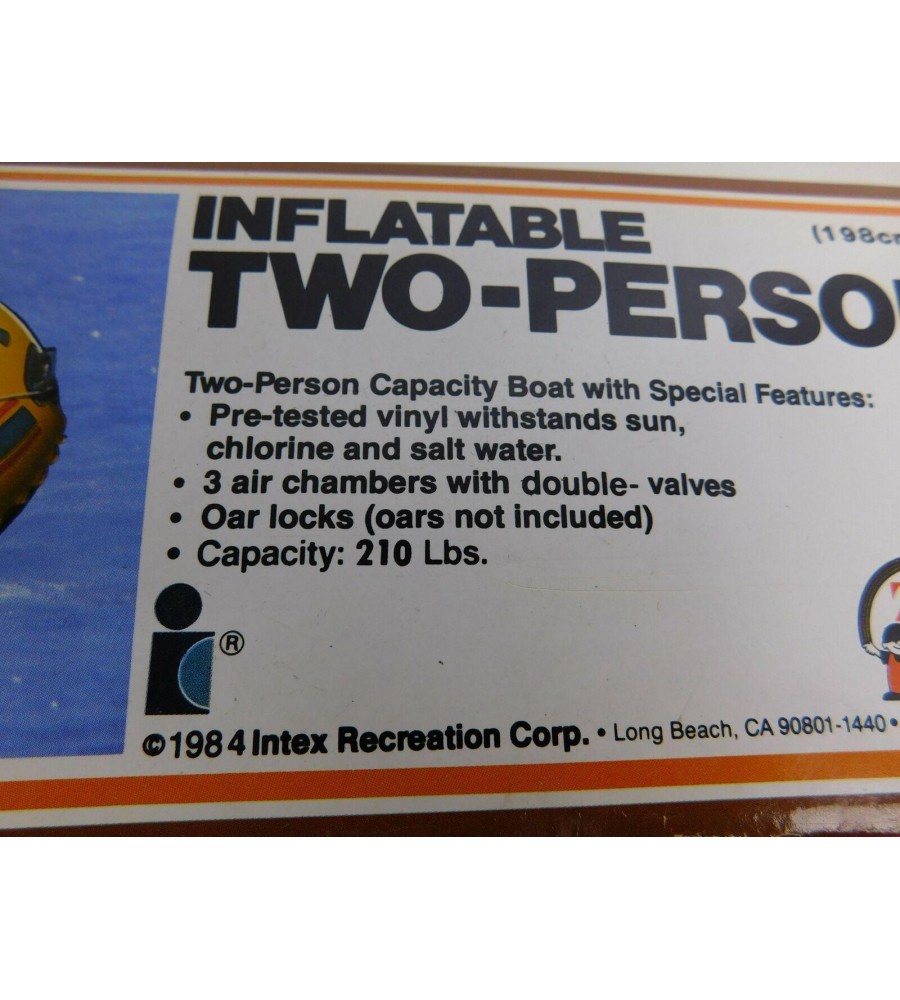 INFLATABLE
(198cm
TWO-PERSON
Two-Person Capacity Boat with Special Features:
• Pre-tested vinyl withstands sun,
chlorine and salt water.
• 3 air chambers with double- valves
• Oar locks (oars not included)
• Capacity: 210 Lbs.
®
©1984 Intex Recreation Corp. • Long Beach, CA 90801-1440 •